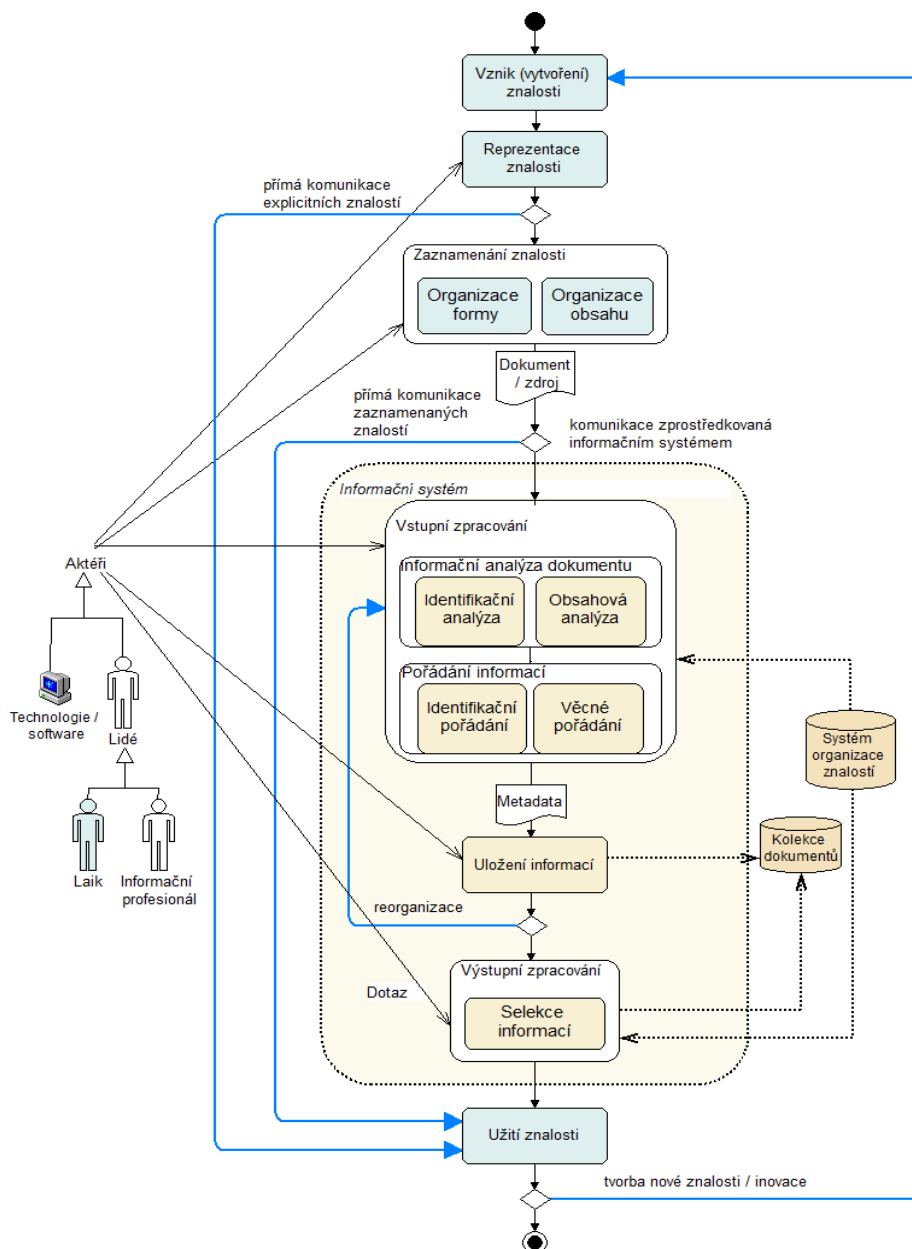 Vznik (vytvoření)
znalosti
Reprezentace
znalosti
přímá komunikace
explicitních znalostí
Zaznamenání znalosti
Organizace
formy
Organizace
obsahu
Dokument
/ zdroj
přímá komunikace
zaznamenaných
znalostí
komunikace zprostředkovaná
informačním systémem
Informační systém
Vstupní zpracování
Informační analýza dokumentu
Identifikační
analýza
Obsahová
analýza
Aktéři
Pořádání informací
Identifikační
pořádání
Věcné
pořádání
Technologie /
software
Lidé
Systém
organizace
znalostí
Metadata
Kolekce
dokumentů
Uložení informací
Laik
Informační
profesionál
reorganizace
Výstupní zpracování
Dotaz
Selekce
informací
Užití znalosti
tvorba nové znalosti / inovace